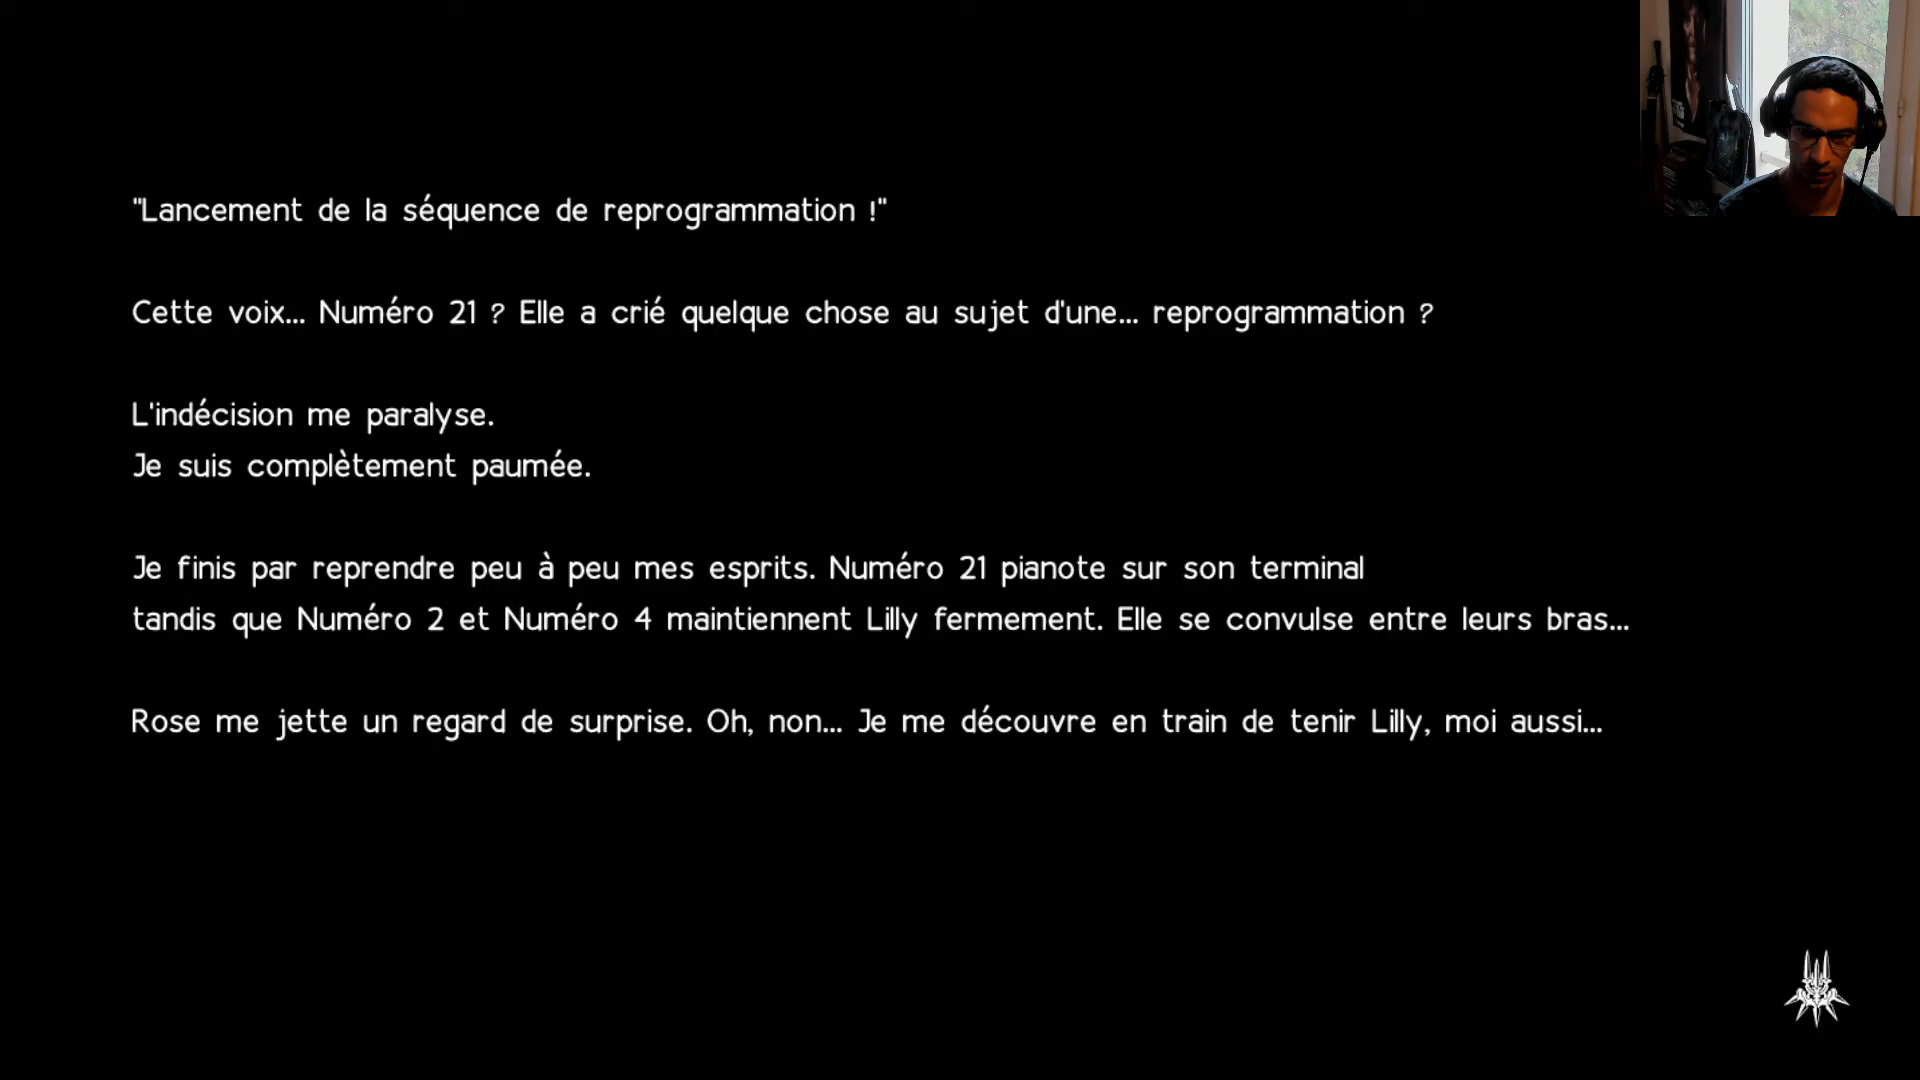 "Lancement de la séquence de reprogrammation !"
Cette voix... Numéro 21 ? Elle a crié quelque chose au sujet d'une... reprogrammation ?
L'indécision me paralyse.
Je suis complètement paumée.
Je finis par reprendre peu à peu mes esprits. Numéro 21 pianote sur son terminal
tandis que Numéro 2 et Numéro 4 maintiennent Lilly fermement. Elle se convulse entre leurs bras...
Rose me jette un regard de surprise. Oh, non... Je me découvre en train de tenir Lilly, moi aussi...